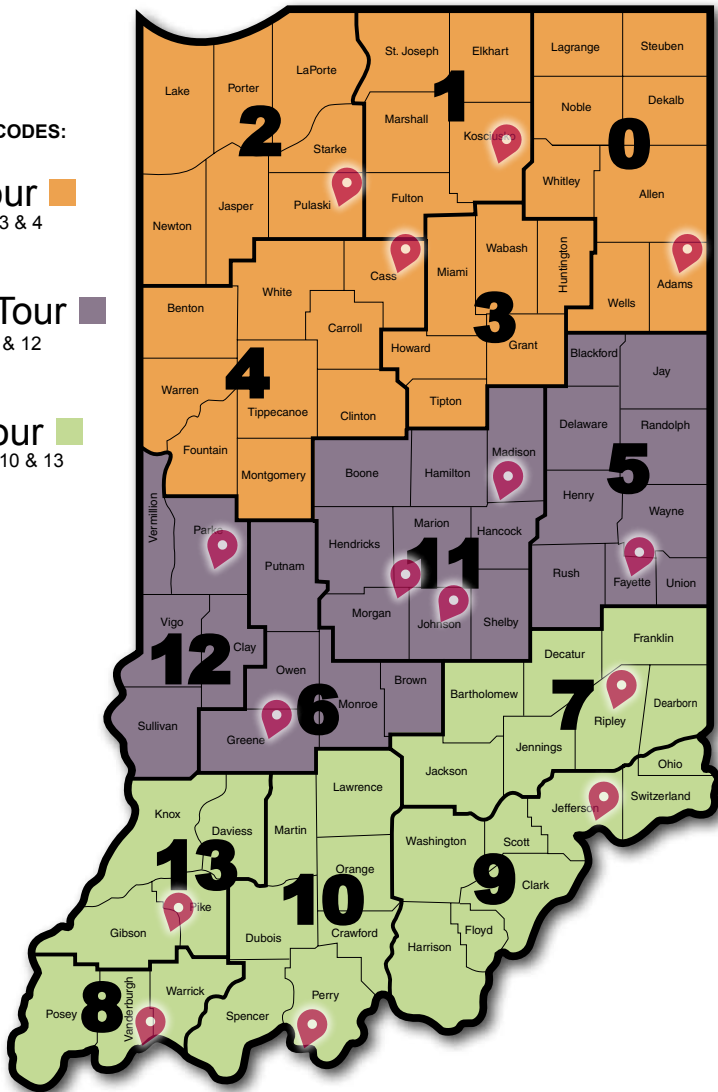 CODES:
our
3 & 4
Tour
& 12
our
10 & 13
St. Joseph
Elkhart
Lagrange
Steuben
LaPorte
Lake
Porter
1
Noble
Dekalb
Marshall
Kosciusko
2
0
Starke
Whitley
Allen
Jasper
Pulaski
Fulton
Newton
Wabash
Huntington
Cass
Miami
Adams
White
Wells
Benton
3
Carroll
Howard
Grant
Blackford
4
Jay
Warren
Tippecanoe
Tipton
Clinton
Delaware
Randolph
Fountain
Madison
5
Montgomery
Boone
Hamilton
Henry
Wayne
Vermillion
Parke
Marion
Hancock
Hendricks
Putnam
11
Rush
Fayette
Union
Morgan
Johnson
Shelby
Vigo
Clay
12
Franklin
Decatur
Owen
Brown
Bartholomew
6
Monroe
7
Dearborn
Sullivan
Ripley
Greene
Jennings
Ohio
Jackson
Lawrence
Jefferson
Switzerland
Knox
Daviess
Martin
Washington
Scott
13
Orange
9
10
Clark
Pike
Gibson
Dubois
Crawford
Floyd
Harrison
Warrick
Perry
Posey
8
Vanderburgh
Spencer